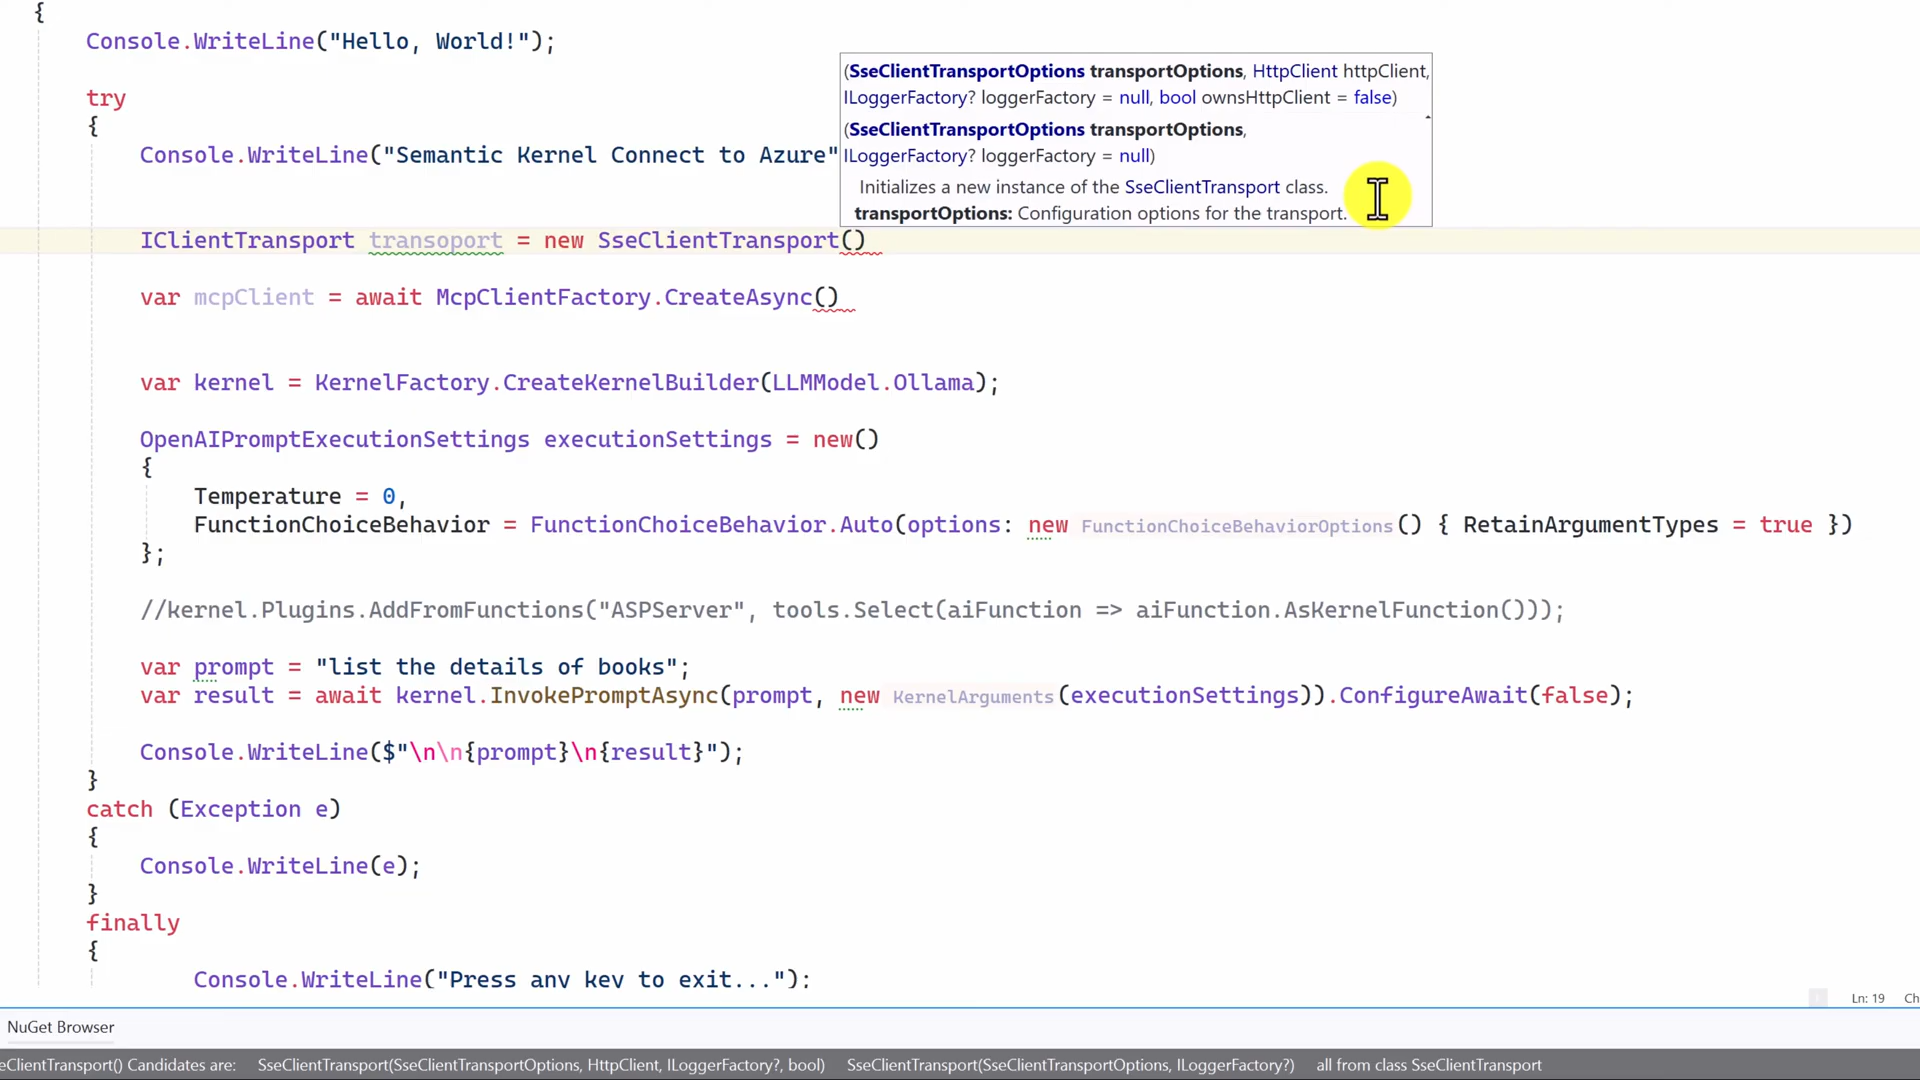 {
Console.WriteLine("Hello, World!");
(SseClientTransportOptions transportOptions, HttpClient httpClient,
try
ILoggerFactory? loggerFactory = null, bool ownsHttpClient = false)
{
(SseClientTransportOptions transportOptions,
Console.WriteLine("Semantic Kernel Connect to Azure"
ILoggerFactory? loggerFactory = null)
Initializes a new instance of the SseClientTransport class.
transportOptions: Configuration options for the transport.
IClientTransport transoport = new SseClientTransport()
var mcpClient = await McpClientFactory.CreateAsync()
var kernel = KernelFactory.CreateKernelBuilder(LLMModel.Ollama);
OpenAIPromptExecutionSettings executionSettings = new()
{
Temperature = 0,
FunctionChoiceBehavior = FunctionChoiceBehavior.Auto(options: new FunctionChoiceBehaviorOptions() { RetainArgumentTypes = true })
};
//kernel.Plugins.AddFromFunctions("ASPServer", tools.Select(aiFunction => aiFunction.AsKernelFunction()));
var prompt = "list the details of books";
var result = await kernel.InvokePromptAsync(prompt, new KernelArguments(executionSettings)).ConfigureAwait(false);
Console.WriteLine($"\n\n{prompt}\n{result}");
}
catch (Exception e)
{
Console.WriteLine(e);
}
finally
{
Console.WriteLine("Press any key to exit...");
Ln: 19 Ch
NuGet Browser
eClientTransport() Candidates are: SseClientTransport(SseClientTransportOptions, HttpClient, ILoggerFactory?, bool) SseClientTransport(SseClientTransportOptions, ILoggerFactory?) all from class SseClientTransport